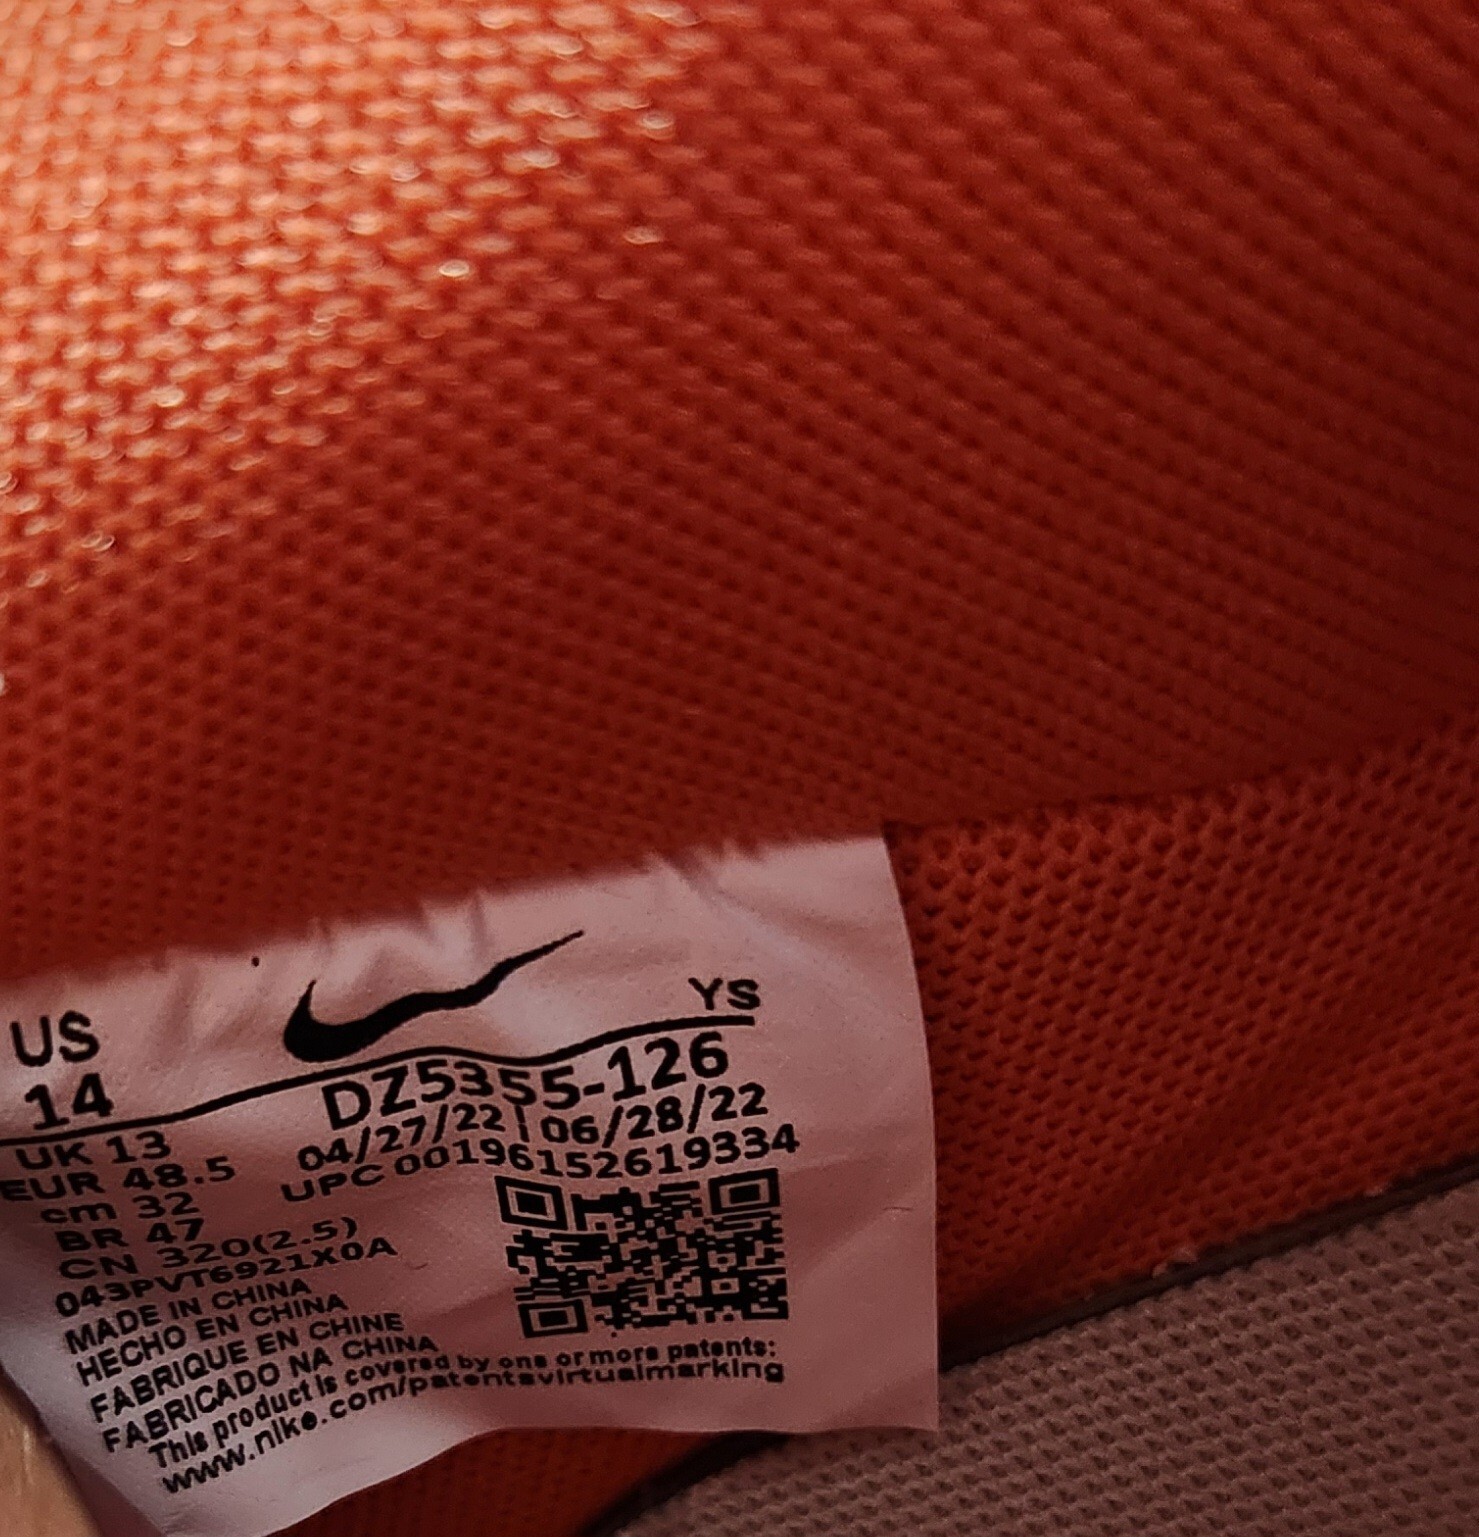 US
14
YS
DZ5355-126
04/27/22 | 06/28/22
UPC 00196152619334
UK 13
EUR 48.5
cm 32
BR 47
CN 320(2.5)
043PVT6921X0A
MADE IN CHINA
HECHO EN CHINA
FABRIQUE EN CHINE
FABRICADO NA CHINA
This product is covered by one or more patents:
www.nike.com/patentsvirtualmarking